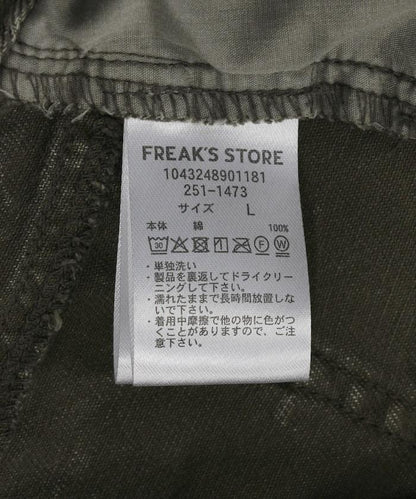 FREAK'S STORE
1043248901181
251-1473
サイズ L
本体 綿 100%
30 F W
・単独洗い
・製品を裏返してドライクリー
ニングして下さい。
・濡れたままで長時間放置しな
いで下さい。
・着用中摩擦で他の物に色がつ
くことがありますので、ご注
意下さい。